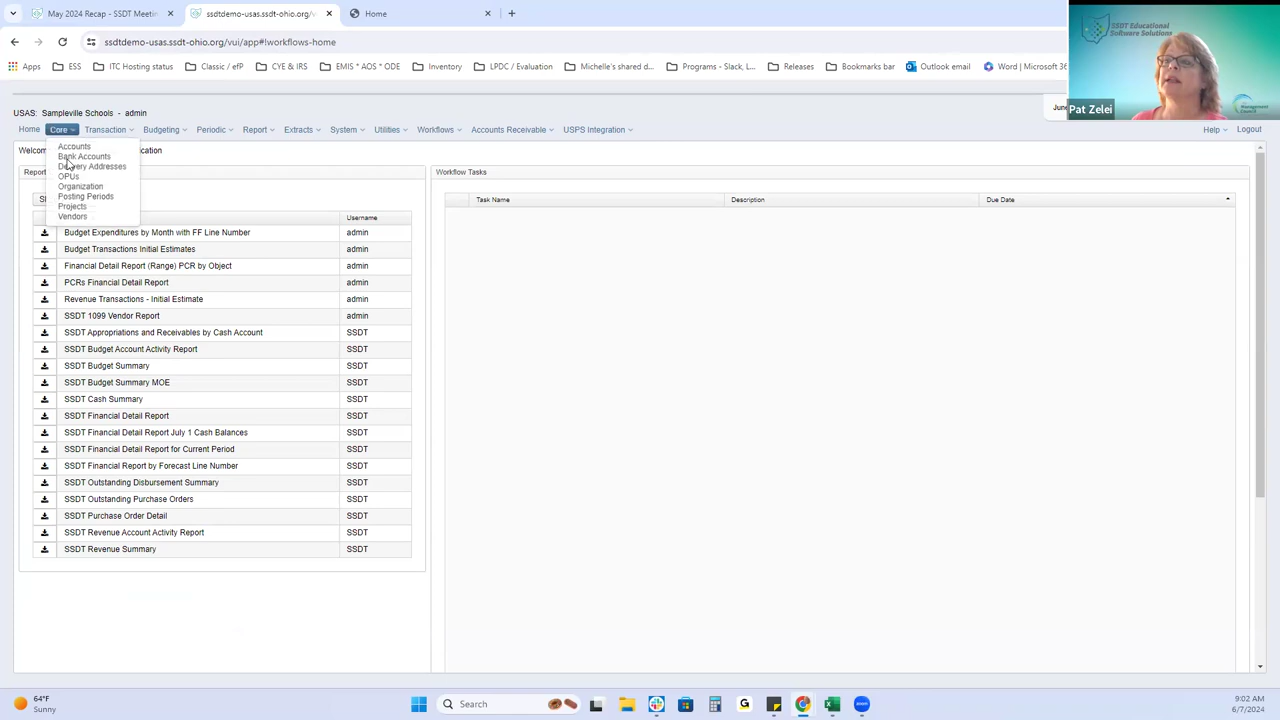 May 2024 Recap - SSDT Meetin
ssdtdemo-usas.ssdt-ohio.org/vui
Home
ssdtdemo-usas.ssdt-ohio.org/vui/app#!workflows-home
Apps ESS ITC Hosting status Classic / eFP CYE & IRS EMIS * AOS * ODE Inventory LPDC / Evaluation Michelle's shared d... Programs - Slack, L... Releases Bookmarks bar Outlook email Word | Microsoft 36
SSDT Educational
Software Solutions
Management
Council
Pat Zelei
June
USAS: Sampleville Schools - admin
Home Core Transaction Budgeting Periodic Report Extracts System Utilities Workflows Accounts Receivable USPS Integration Help Logout
Accounts
Bank Accounts
Delivery Addresses
OPUs
Organization
Posting Periods
Projects
Vendors
Welcom
ication
Report
Workflow Tasks
Task Name Description Due Date
Username
Budget Expenditures by Month with FF Line Number admin
Budget Transactions Initial Estimates admin
Financial Detail Report (Range) PCR by Object admin
PCRs Financial Detail Report admin
Revenue Transactions - Initial Estimate admin
SSDT 1099 Vendor Report admin
SSDT Appropriations and Receivables by Cash Account SSDT
SSDT Budget Account Activity Report SSDT
SSDT Budget Summary SSDT
SSDT Budget Summary MOE SSDT
SSDT Cash Summary SSDT
SSDT Financial Detail Report SSDT
SSDT Financial Detail Report July 1 Cash Balances SSDT
SSDT Financial Detail Report for Current Period SSDT
SSDT Financial Report by Forecast Line Number SSDT
SSDT Outstanding Disbursement Summary SSDT
SSDT Outstanding Purchase Orders SSDT
SSDT Purchase Order Detail SSDT
SSDT Revenue Account Activity Report SSDT
SSDT Revenue Summary SSDT
64°F
Sunny
Search
9:02 AM
6/7/2024